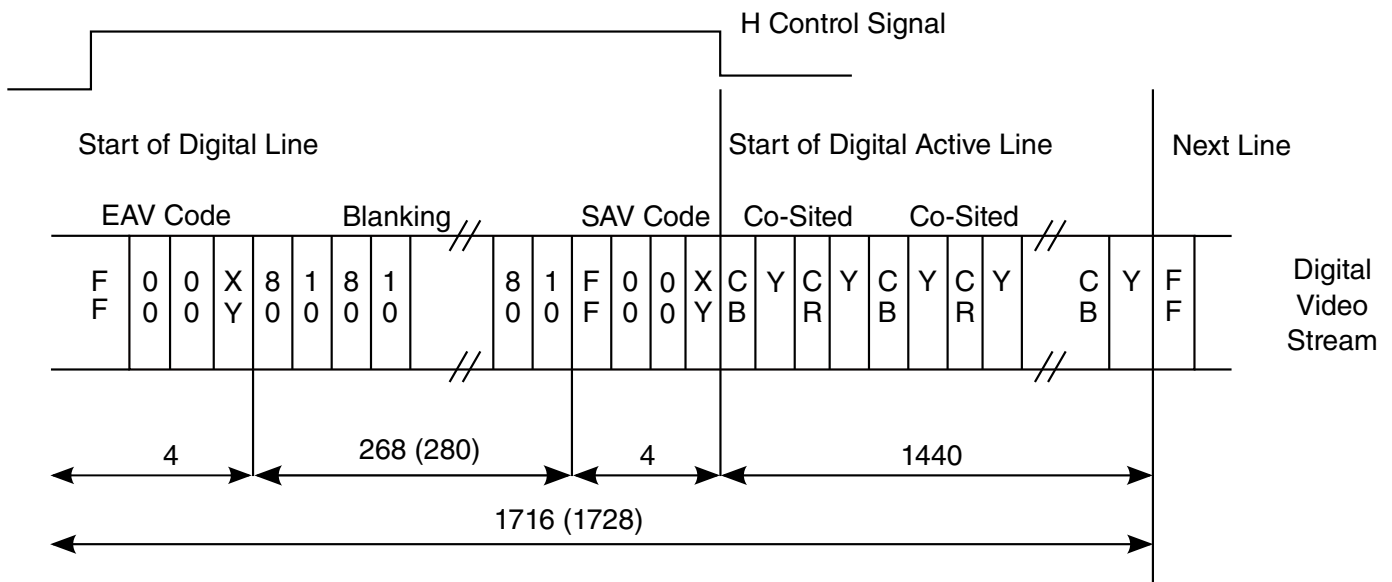 H Control Signal
Start of Digital Line
Start of Digital Active Line
Next Line
EAV Code
Blanking
SAV Code
Co-Sited
Co-Sited
F 0 0 X 8 1 8 1 8 1 F 0 0 X C Y C Y C Y C Y C Y F
F 0 0 Y 0 0 0 0 0 0 F 0 0 Y B R B R B F
Digital
Video
Stream
4
268 (280)
4
1440
1716 (1728)